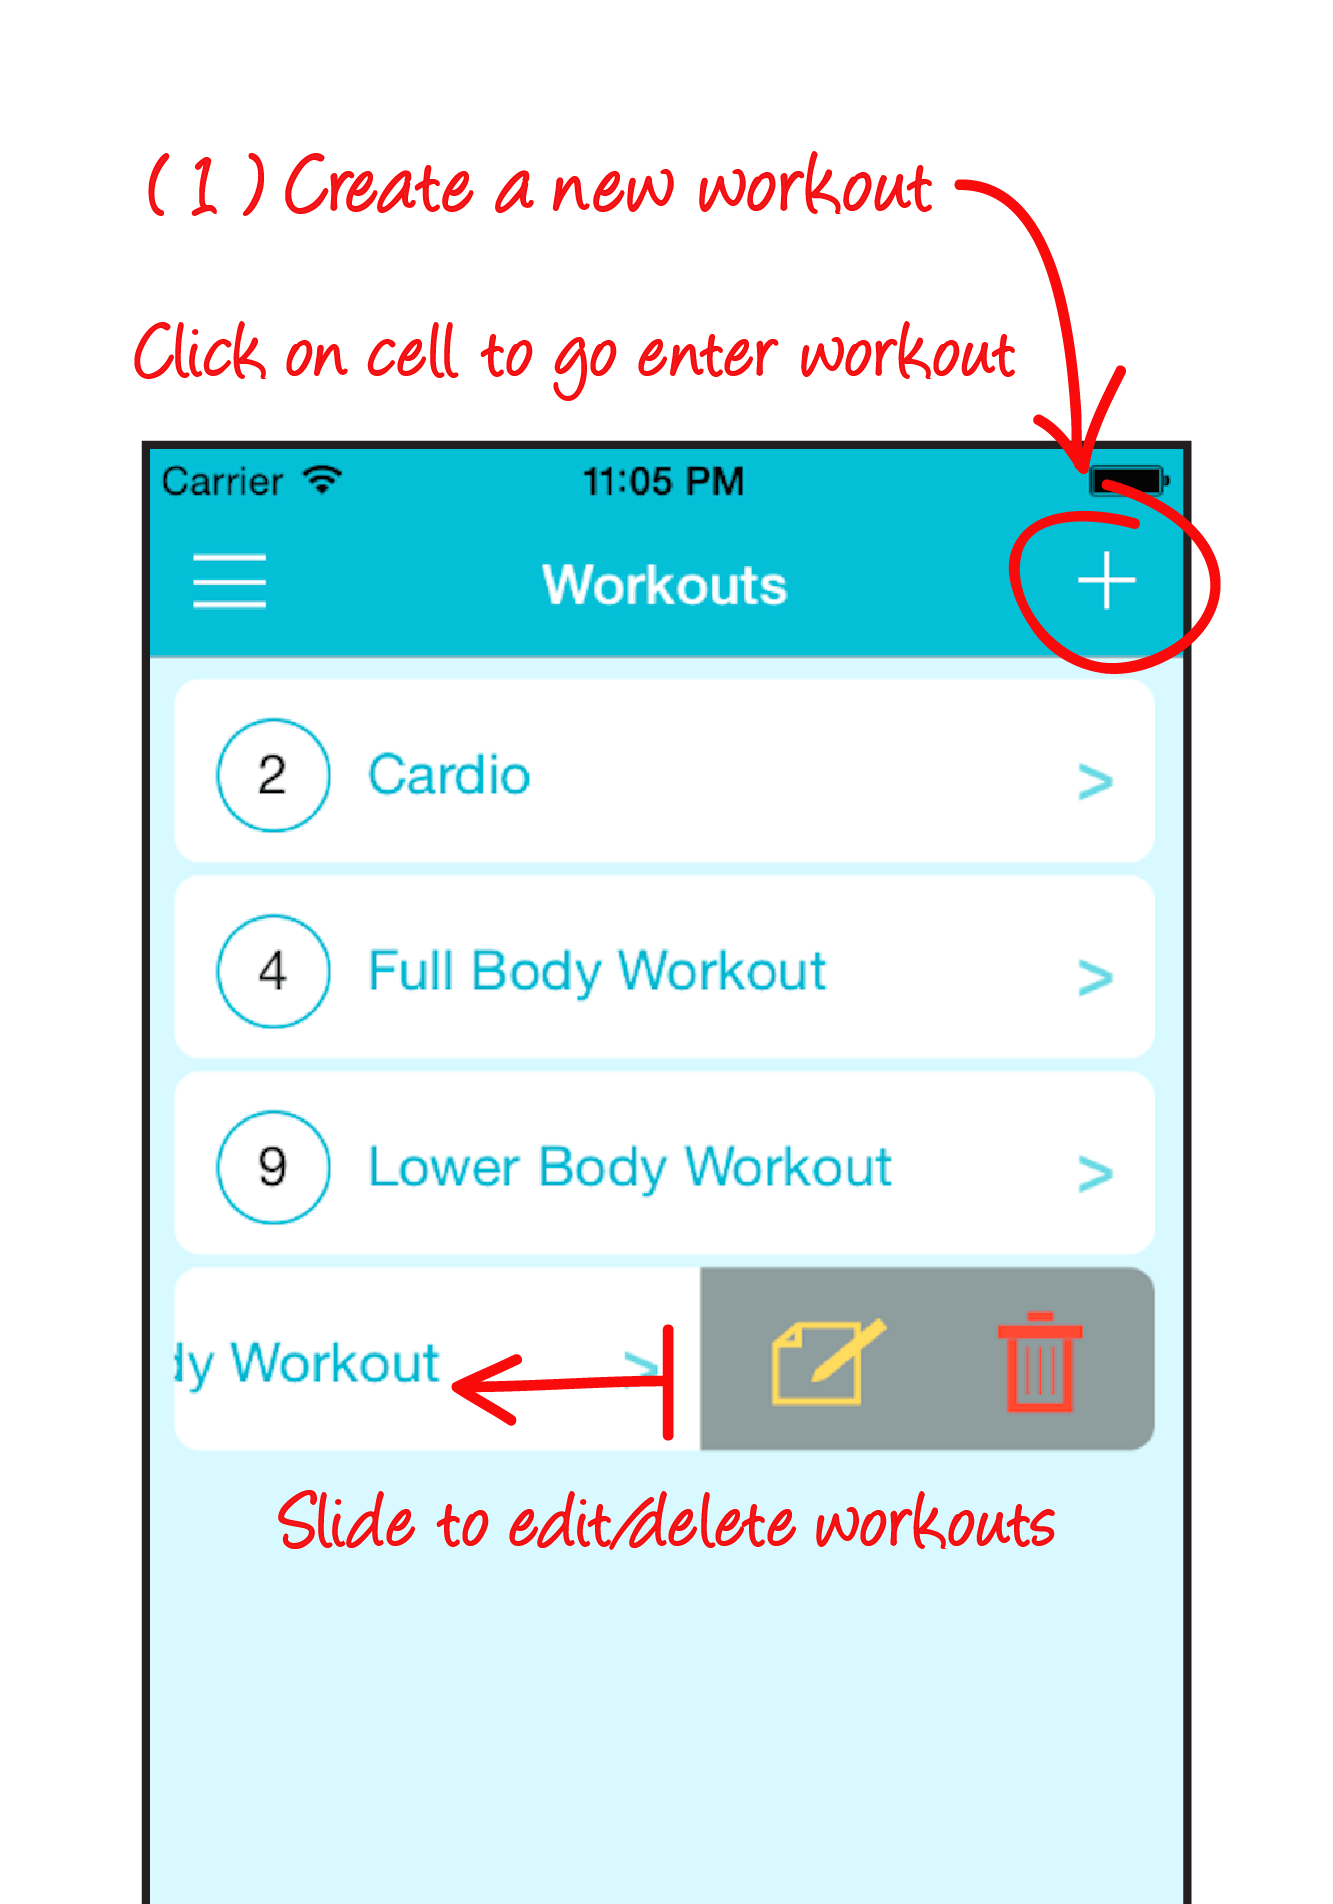 ( 1 ) Create a new workout
Click on cell to go enter workout
Carrier 11:05 PM
Workouts
2 Cardio >
4 Full Body Workout >
9 Lower Body Workout >
dy Workout >
Slide to edit/delete workouts